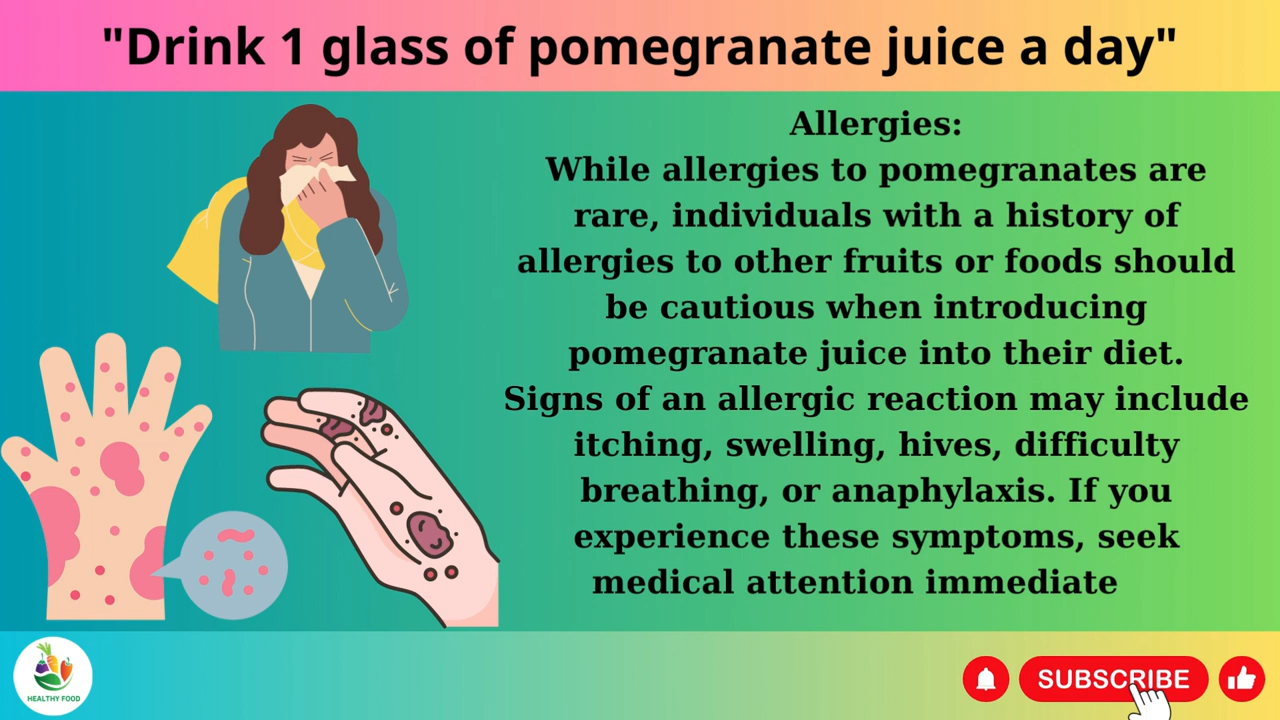 "Drink 1 glass of pomegranate juice a day"
Allergies:
While allergies to pomegranates are
rare, individuals with a history of
allergies to other fruits or foods should
be cautious when introducing
pomegranate juice into their diet.
Signs of an allergic reaction may include
itching, swelling, hives, difficulty
breathing, or anaphylaxis. If you
experience these symptoms, seek
medical attention immediate
HEALTHY FOOD
SUBSCRIBE